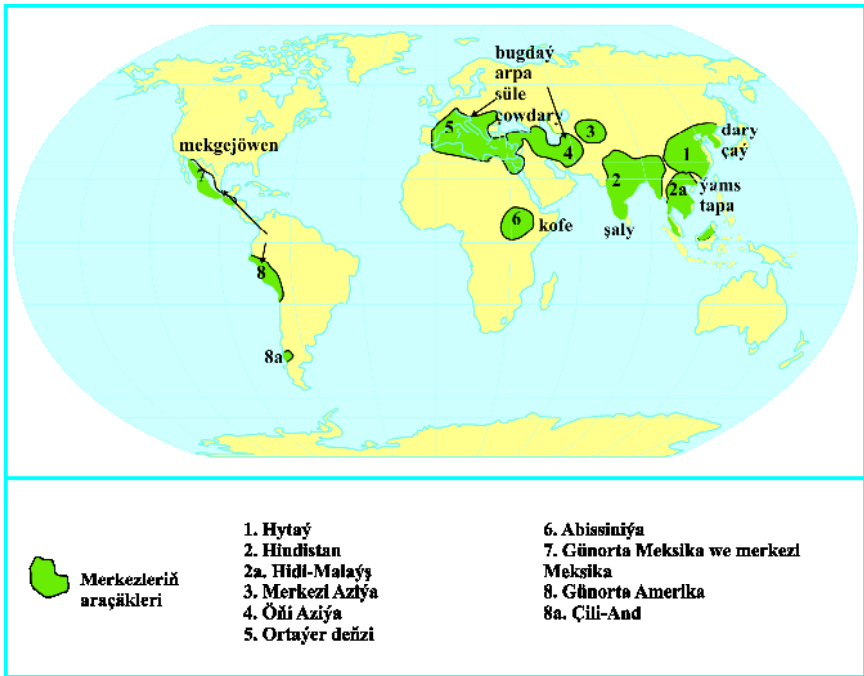 bugdaý
arpa
süle
çowdary
mekgejöwen
5
3
4
dary
çaý
1
2
2a
ýams
tapa
7
6
kofe
şaly
8
8a
Merkezleriň
araçäkleri
1. Hytaý
2. Hindistan
2a. Hidi-Malaýş
3. Merkezi Aziýa
4. Öňi Aziýa
5. Ortaýer deňzi
6. Abissiniýa
7. Günorta Meksika we merkezi
Meksika
8. Günorta Amerika
8a. Çili-And